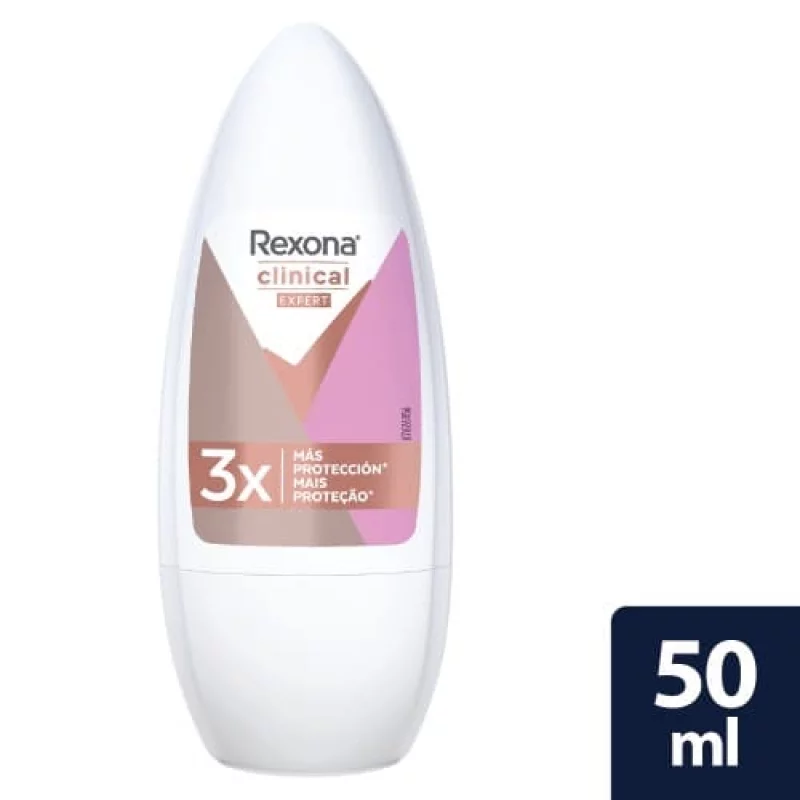 Rexona®
clinical
EXPERT
3x
MÁS
PROTECCIÓN*
MAIS
PROTEÇÃO*
50
ml